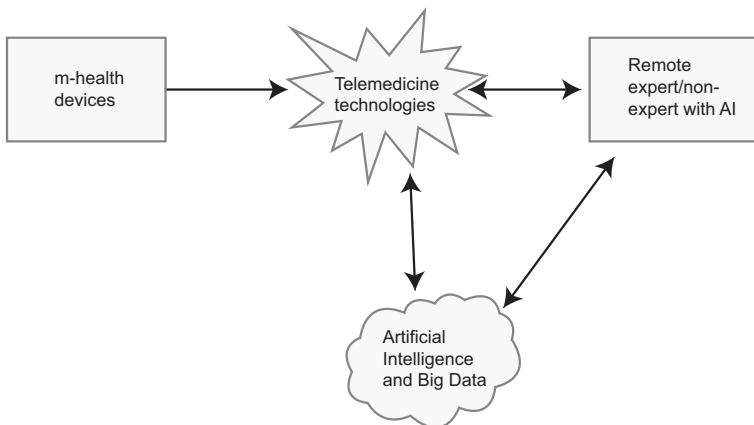 m-health
devices
Telemedicine
technologies
Remote
expert/non-
expert with AI
Artificial
Intelligence
and Big Data